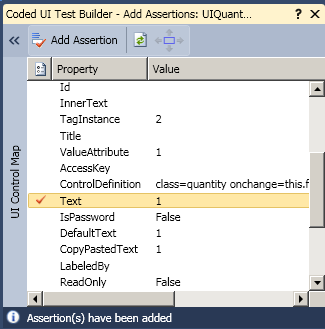 Coded UI Test Builder - Add Assertions: UIQuant...
Add Assertion
Property Value
Id
InnerText
TagInstance 2
Title
ValueAttribute 1
AccessKey
ControlDefinition class=quantity onchange=this.f
Text 1
IsPassword False
DefaultText 1
CopyPastedText 1
LabeledBy
ReadOnly False
UI Control Map
Assertion(s) have been added